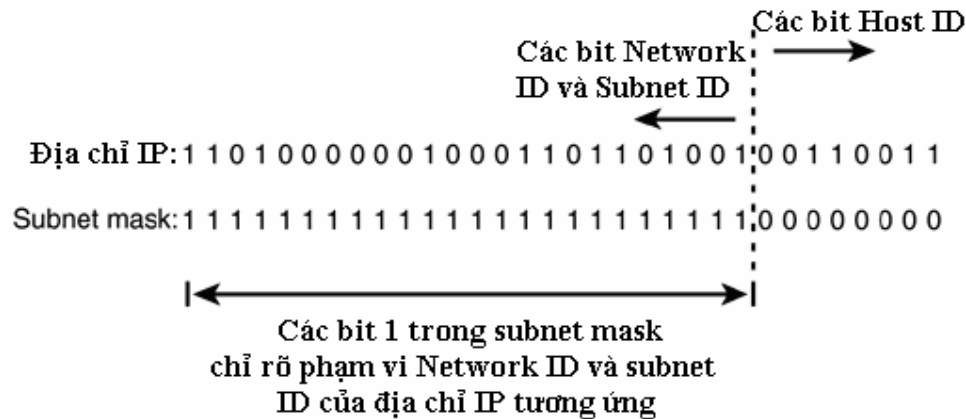 Các bit Host ID
Các bit Network
ID và Subnet ID
Địa chỉ IP: 1 1 0 1 0 0 0 0 0 0 1 0 0 0 1 1 0 1 1 0 1 0 0 1 0 0 1 1 0 0 1 1
Subnet mask: 1 1 1 1 1 1 1 1 1 1 1 1 1 1 1 1 1 1 1 1 1 1 1 1 0 0 0 0 0 0 0 0
Các bit 1 trong subnet mask
chỉ rõ phạm vi Network ID và subnet
ID của địa chỉ IP tương ứng